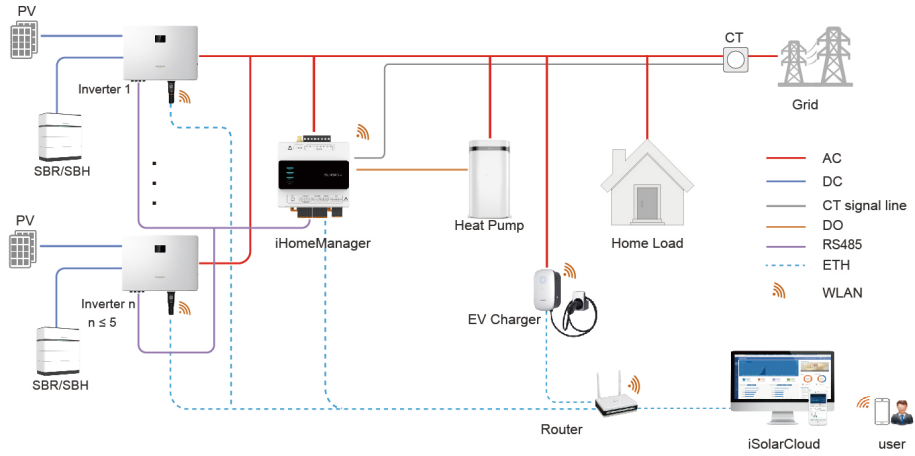 PV
CT
Inverter 1
Grid
SBR/SBH
AC
DC
CT signal line
DO
RS485
ETH
WLAN
PV
iHomeManager
Heat Pump
Home Load
Inverter n
n ≤ 5
EV Charger
SBR/SBH
Router
iSolarCloud
user